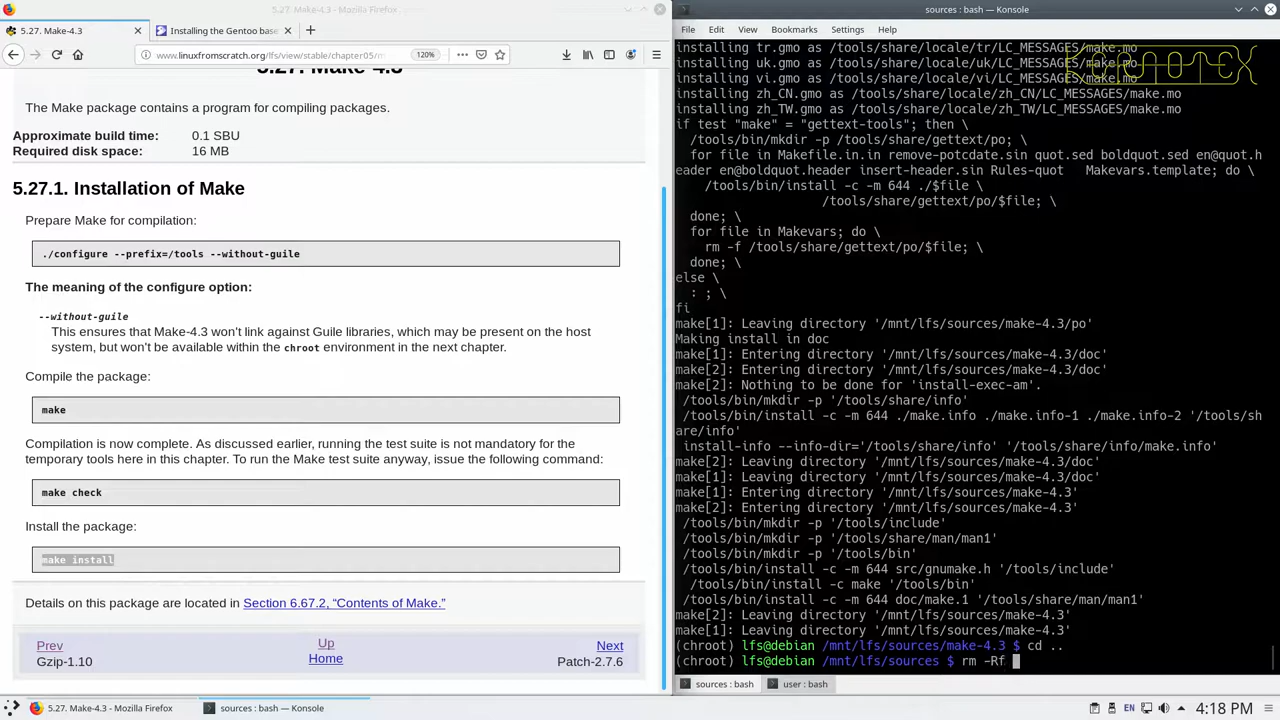 5.27. Make-4.3 - Mozilla Firefox
5.27. Make-4.3
Installing the Gentoo base
www.linuxfromscratch.org/lfs/view/stable/chapter05/m
120%
5.27. Make-4.3
The Make package contains a program for compiling packages.
Approximate build time: 0.1 SBU
Required disk space: 16 MB
5.27.1. Installation of Make
Prepare Make for compilation:
./configure --prefix=/tools --without-guile
The meaning of the configure option:
--without-guile
This ensures that Make-4.3 won't link against Guile libraries, which may be present on the host
system, but won't be available within the chroot environment in the next chapter.
Compile the package:
make
Compilation is now complete. As discussed earlier, running the test suite is not mandatory for the
temporary tools here in this chapter. To run the Make test suite anyway, issue the following command:
make check
Install the package:
make install
Details on this package are located in Section 6.67.2, “Contents of Make.”
Prev Up Next
Gzip-1.10 Home Patch-2.7.6
sources : bash — Konsole
File Edit View Bookmarks Settings Help
installing tr.gmo as /tools/share/locale/tr/LC_MESSAGES/make.mo
installing uk.gmo as /tools/share/locale/uk/LC_MESSAGES/make.mo
installing vi.gmo as /tools/share/locale/vi/LC_MESSAGES/make.mo
installing zh_CN.gmo as /tools/share/locale/zh_CN/LC_MESSAGES/make.mo
installing zh_TW.gmo as /tools/share/locale/zh_TW/LC_MESSAGES/make.mo
if test "make" = "gettext-tools"; then \
/tools/bin/mkdir -p /tools/share/gettext/po; \
for file in Makefile.in.in remove-potcdate.sin quot.sed boldquot.sed en@quot.h
eader en@boldquot.header insert-header.sin Rules-quot Makevars.template; do \
/tools/bin/install -c -m 644 ./$file \
/tools/share/gettext/po/$file; \
done; \
for file in Makevars; do \
rm -f /tools/share/gettext/po/$file; \
done; \
else \
: ; \
fi
make[1]: Leaving directory '/mnt/lfs/sources/make-4.3/po'
Making install in doc
make[1]: Entering directory '/mnt/lfs/sources/make-4.3/doc'
make[2]: Entering directory '/mnt/lfs/sources/make-4.3/doc'
make[2]: Nothing to be done for 'install-exec-am'.
/tools/bin/mkdir -p '/tools/share/info'
/tools/bin/install -c -m 644 ./make.info ./make.info-1 ./make.info-2 '/tools/sh
are/info'
install-info --info-dir='/tools/share/info' '/tools/share/info/make.info'
make[2]: Leaving directory '/mnt/lfs/sources/make-4.3/doc'
make[1]: Leaving directory '/mnt/lfs/sources/make-4.3/doc'
make[1]: Entering directory '/mnt/lfs/sources/make-4.3'
make[2]: Entering directory '/mnt/lfs/sources/make-4.3'
/tools/bin/mkdir -p '/tools/include'
/tools/bin/mkdir -p '/tools/share/man/man1'
/tools/bin/mkdir -p '/tools/bin'
/tools/bin/install -c -m 644 src/gnumake.h '/tools/include'
/tools/bin/install -c make '/tools/bin'
/tools/bin/install -c -m 644 doc/make.1 '/tools/share/man/man1'
make[2]: Leaving directory '/mnt/lfs/sources/make-4.3'
make[1]: Leaving directory '/mnt/lfs/sources/make-4.3'
(chroot) lfs@debian /mnt/lfs/sources/make-4.3 $ cd ..
(chroot) lfs@debian /mnt/lfs/sources $ rm -Rf
sources : bash
user : bash
5.27. Make-4.3 - Mozilla Firefox
sources : bash — Konsole
EN
4:18 PM